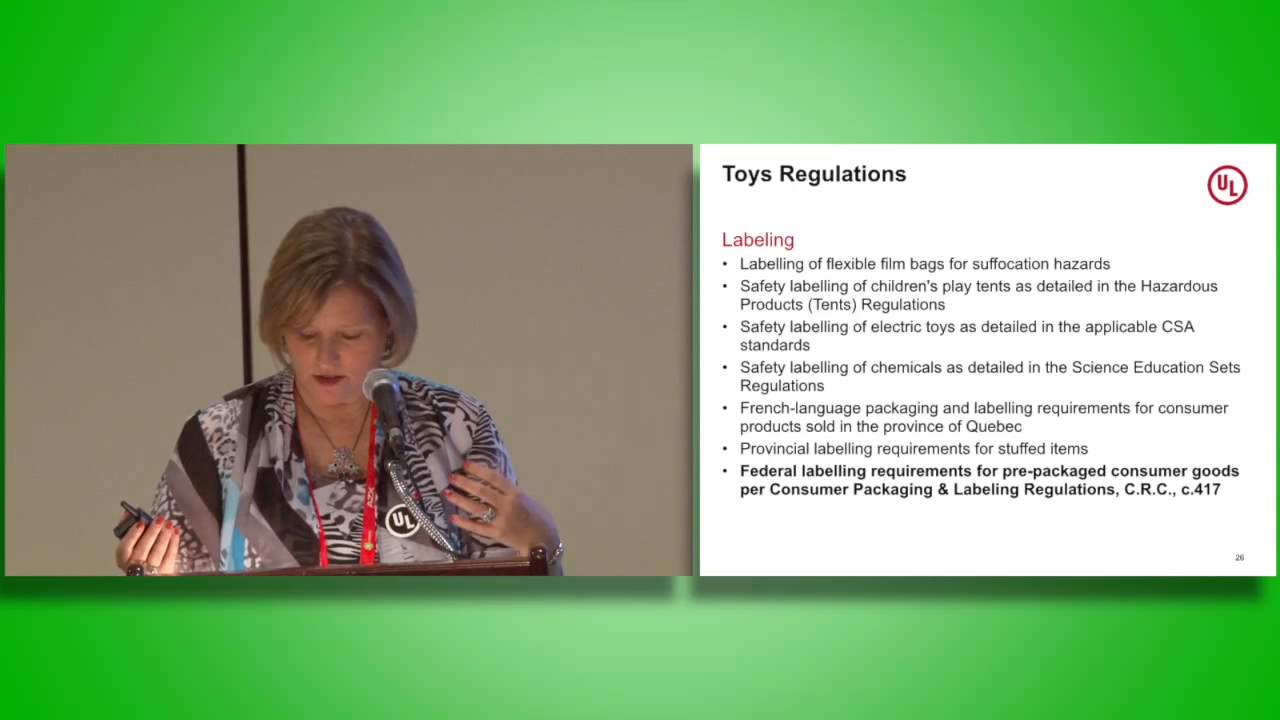 Toys Regulations
UL
Labeling
• Labelling of flexible film bags for suffocation hazards
• Safety labelling of children's play tents as detailed in the Hazardous
Products (Tents) Regulations
• Safety labelling of electric toys as detailed in the applicable CSA
standards
• Safety labelling of chemicals as detailed in the Science Education Sets
Regulations
• French-language packaging and labelling requirements for consumer
products sold in the province of Quebec
• Provincial labelling requirements for stuffed items
• Federal labelling requirements for pre-packaged consumer goods
per Consumer Packaging & Labeling Regulations, C.R.C., c.417
26
UL